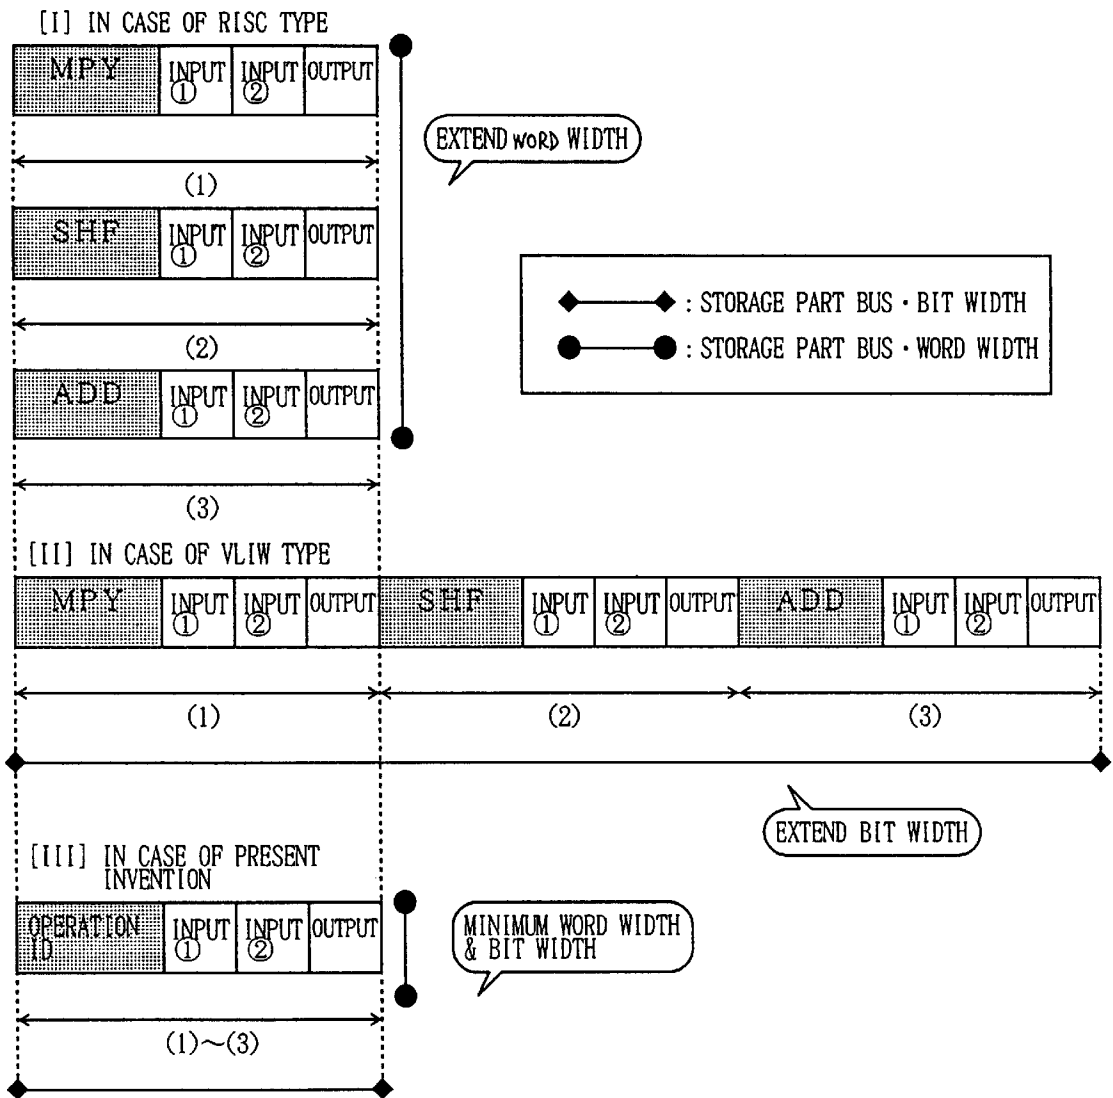 [I] IN CASE OF RISC TYPE
MPY INPUT ① INPUT ② OUTPUT
EXTEND WORD WIDTH
(1)
SHF INPUT ① INPUT ② OUTPUT
◆—◆ : STORAGE PART BUS・BIT WIDTH
●—● : STORAGE PART BUS・WORD WIDTH
(2)
ADD INPUT ① INPUT ② OUTPUT
(3)
[II] IN CASE OF VLIW TYPE
MPY INPUT ① INPUT ② OUTPUT SHF INPUT ① INPUT ② OUTPUT ADD INPUT ① INPUT ② OUTPUT
(1) (2) (3)
EXTEND BIT WIDTH
[III] IN CASE OF PRESENT
INVENTION
OPERATION ID INPUT ① INPUT ② OUTPUT
MINIMUM WORD WIDTH
& BIT WIDTH
(1)～(3)